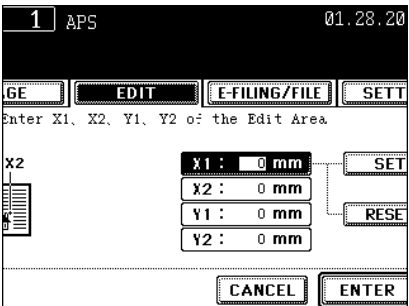 1 APS 01.28.20
.GE EDIT E-FILING/FILE SETT
Enter X1、 X2、 Y1、 Y2 of the Edit Area
X2
X1 : 0 mm SET
X2 : 0 mm
Y1 : 0 mm RESE
Y2 : 0 mm
CANCEL ENTER